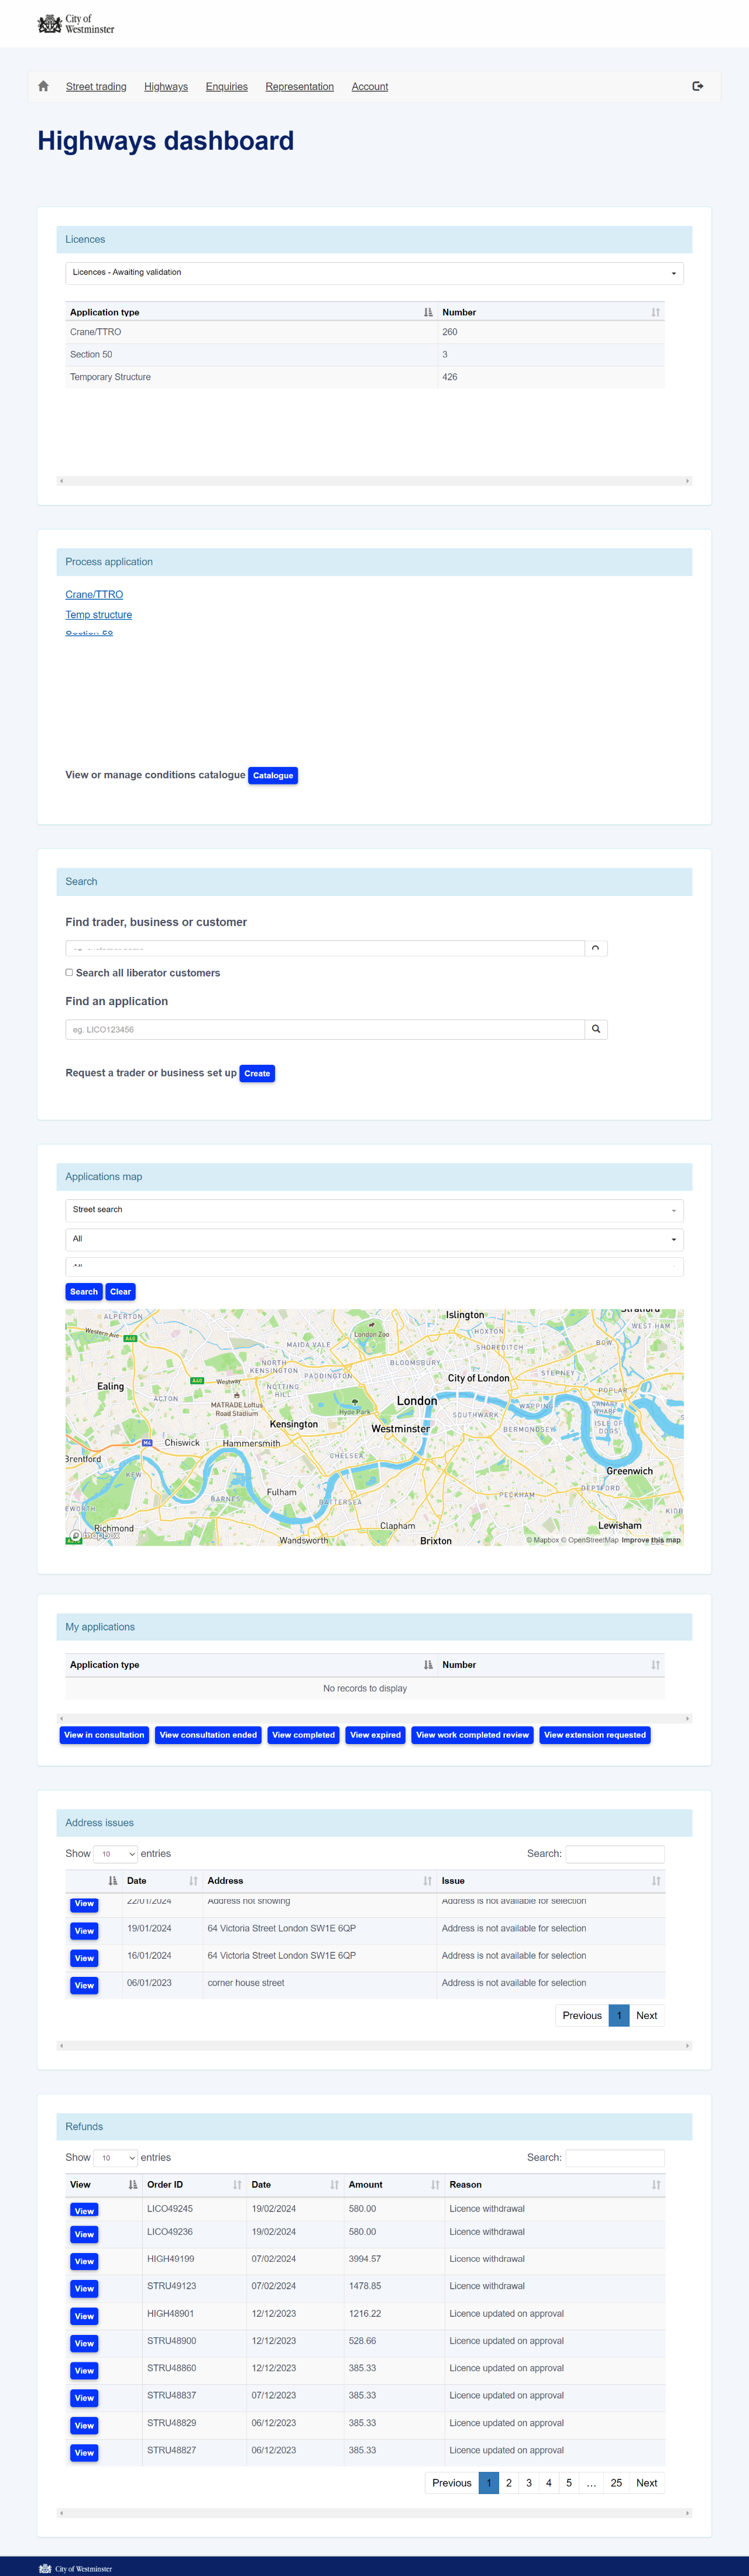 City of
Westminster
Street trading Highways Enquiries Representation Account
Highways dashboard
Licences
Licences - Awaiting validation
Application type Number
Crane/TTRO 260
Section 50 3
Temporary Structure 426
Process application
Crane/TTRO
Temp structure
View or manage conditions catalogue Catalogue
Search
Find trader, business or customer
Search all liberator customers
Find an application
eg. LICO123456
Request a trader or business set up Create
Applications map
Street search
All
Search Clear
ALPERTON
Islington
Stratford
Western Ave
A40
London Zoo
HOXTON
WEST HAM
MAIDA VALE
SHOREDITCH
BOW
NORTH
KENSINGTON
BLOOMSBURY
PADDINGTON
City of London
STEPNEY
A40
Westway
Ealing
ACTON
NOTTING
HILL
POPLAR
London
MATRADE Loftus
Road Stadium
Hyde Park
WAPPING
CANARY
WHARF
SOUTHWARK
Kensington
Westminster
BERMONDSEY
ISLE OF
DOGS
M4
Chiswick
Hammersmith
Brentford
CHELSEA
KEW
Greenwich
Fulham
DEPTFORD
BARNES
BATTERSEA
PECKHAM
EWORTH
KIDB
Richmond
Clapham
Lewisham
mapbox
Wandsworth
Brixton
© Mapbox © OpenStreetMap Improve this map
My applications
Application type Number
No records to display
View in consultation View consultation ended View completed View expired View work completed review View extension requested
Address issues
Show 10 entries Search:
Date Address Issue
View 22/01/2024 Address not showing Address is not available for selection
View 19/01/2024 64 Victoria Street London SW1E 6QP Address is not available for selection
View 16/01/2024 64 Victoria Street London SW1E 6QP Address is not available for selection
View 06/01/2023 corner house street Address is not available for selection
Previous 1 Next
Refunds
Show 10 entries Search:
View Order ID Date Amount Reason
View LICO49245 19/02/2024 580.00 Licence withdrawal
View LICO49236 19/02/2024 580.00 Licence withdrawal
View HIGH49199 07/02/2024 3994.57 Licence withdrawal
View STRU49123 07/02/2024 1478.85 Licence withdrawal
View HIGH48901 12/12/2023 1216.22 Licence updated on approval
View STRU48900 12/12/2023 528.66 Licence updated on approval
View STRU48860 12/12/2023 385.33 Licence updated on approval
View STRU48837 07/12/2023 385.33 Licence updated on approval
View STRU48829 06/12/2023 385.33 Licence updated on approval
View STRU48827 06/12/2023 385.33 Licence updated on approval
Previous 1 2 3 4 5 … 25 Next
City of Westminster